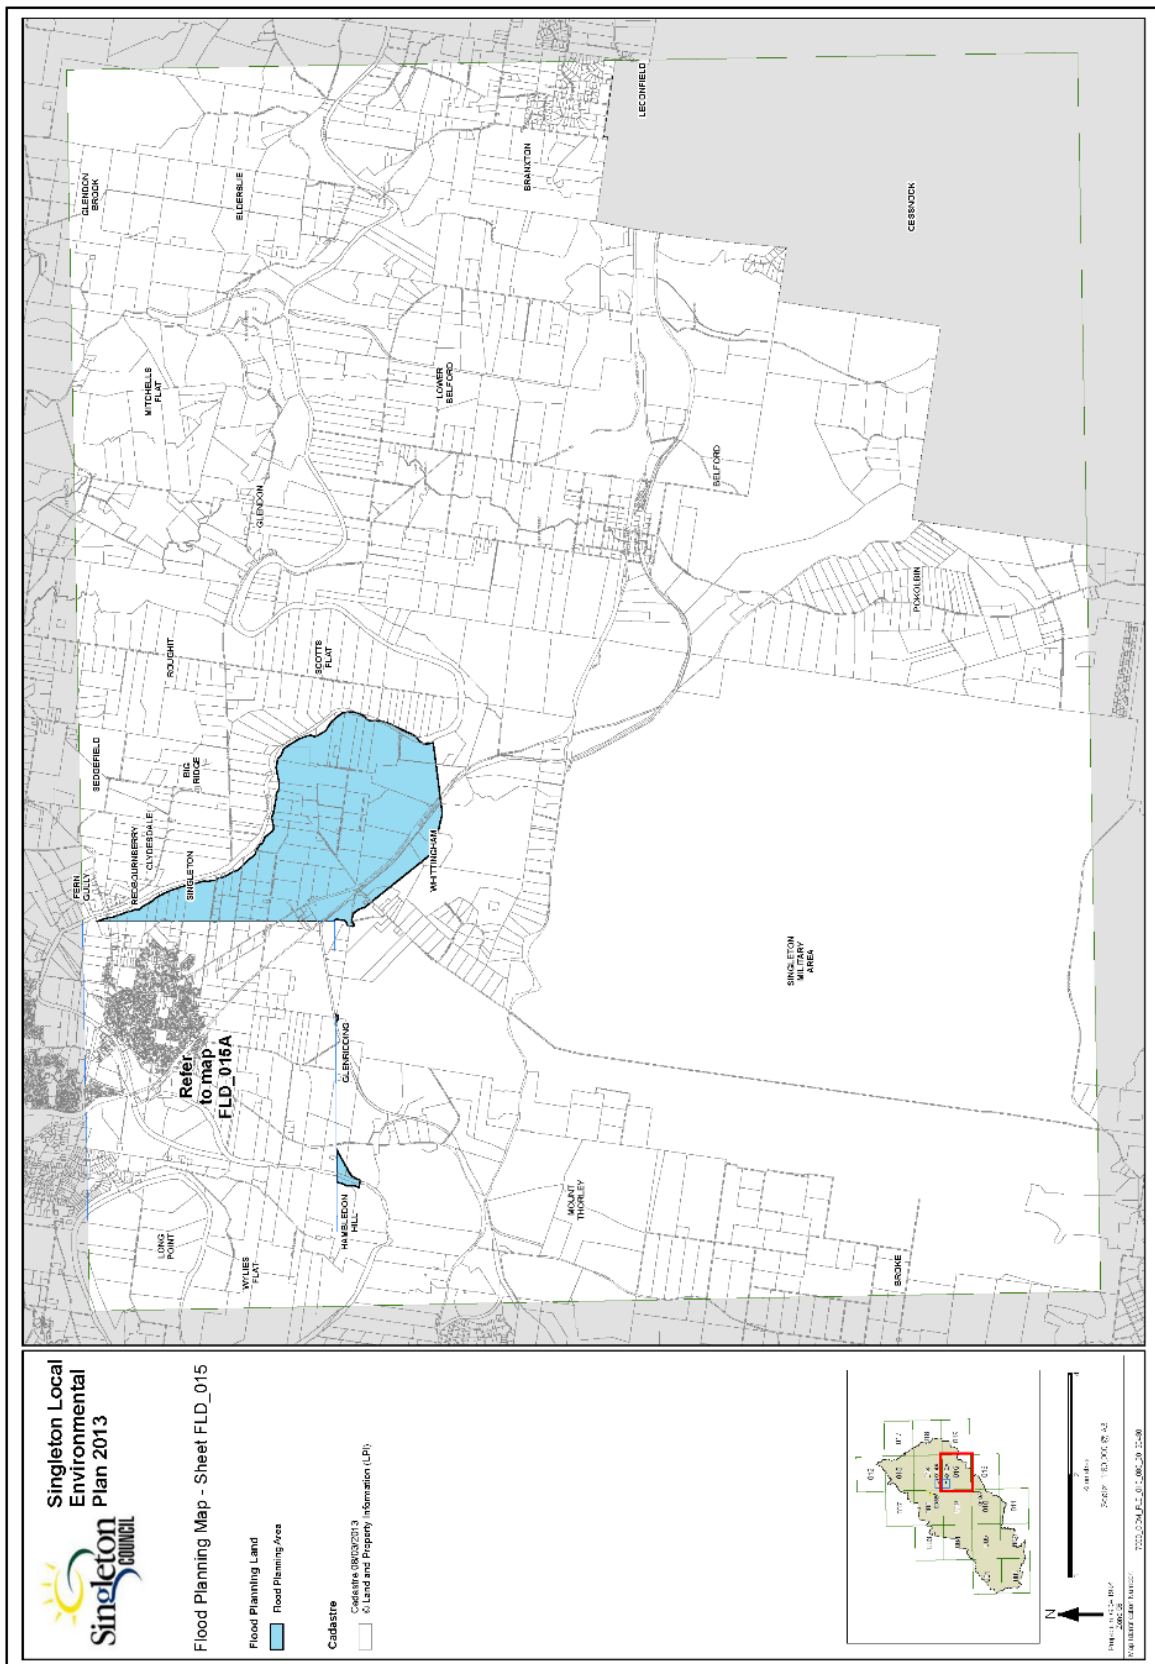 Singleton Local
Environmental
Plan 2013
Singleton
COUNCIL
Flood Planning Map - Sheet FLD_015
Flood Planning Land
Flood Planning Area
Cadastre
Cadastre 08/03/2013
© Land and Property Information (LPI)
N
FERN
GULLY
REDBOURNBERRY
CLYDESDALE
SINGLETON
SEDGEFIELD
BIG
RIDGE
ROUGHIT
SCOTTS
FLAT
GLENDON
MITCHELLS
FLAT
GLENDON
BROOK
ELDERSLIE
LOWER
BELFORD
BRANXTON
LECONFIELD
CESSNOCK
BELFORD
POKOLBIN
WHITTINGHAM
SINGLETON
MILITARY
AREA
Refer
to map
FLD_015A
GLENRIDDING
HAMBLEDON
HILL
LONG
POINT
WYLIES
FLAT
MOUNT
THORLEY
BROKE